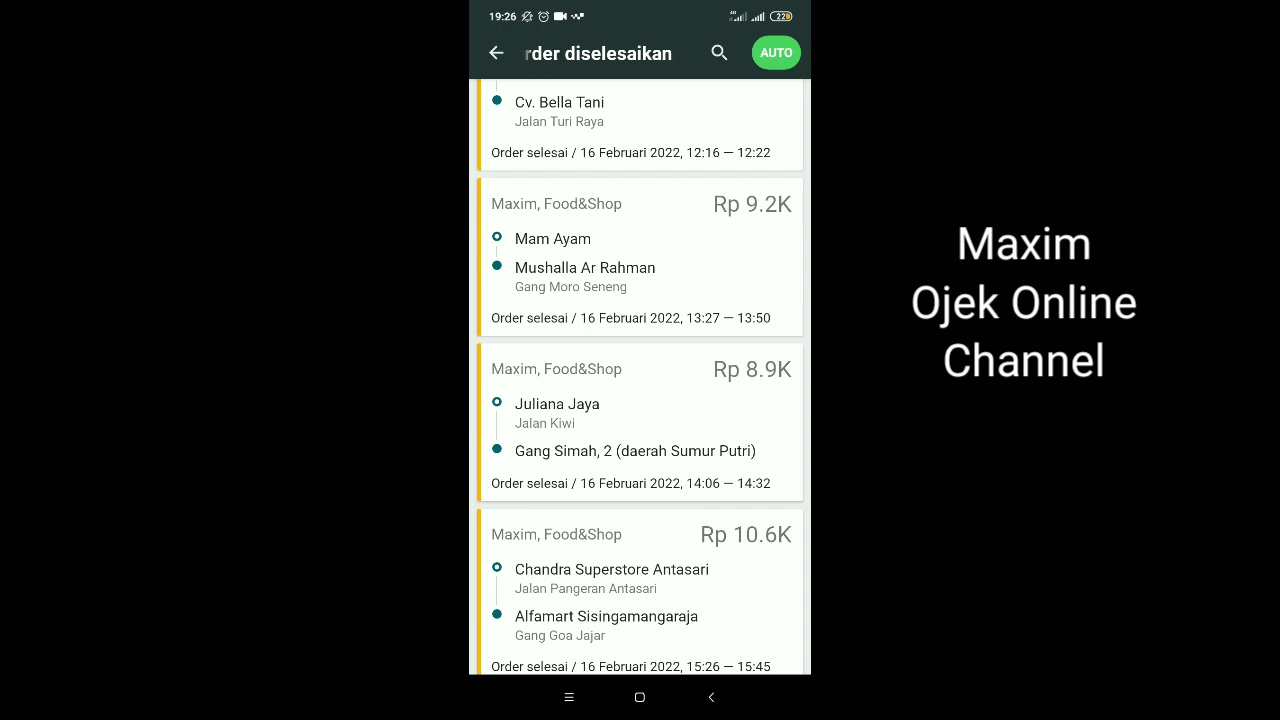 19:26
4G
22
rder diselesaikan
AUTO
Cv. Bella Tani
Jalan Turi Raya
Order selesai / 16 Februari 2022, 12:16 — 12:22
Maxim, Food&Shop
Rp 9.2K
Mam Ayam
Mushalla Ar Rahman
Gang Moro Seneng
Order selesai / 16 Februari 2022, 13:27 — 13:50
Maxim, Food&Shop
Rp 8.9K
Juliana Jaya
Jalan Kiwi
Gang Simah, 2 (daerah Sumur Putri)
Order selesai / 16 Februari 2022, 14:06 — 14:32
Maxim, Food&Shop
Rp 10.6K
Chandra Superstore Antasari
Jalan Pangeran Antasari
Alfamart Sisingamangaraja
Gang Goa Jajar
Order selesai / 16 Februari 2022, 15:26 — 15:45
Maxim
Ojek Online
Channel